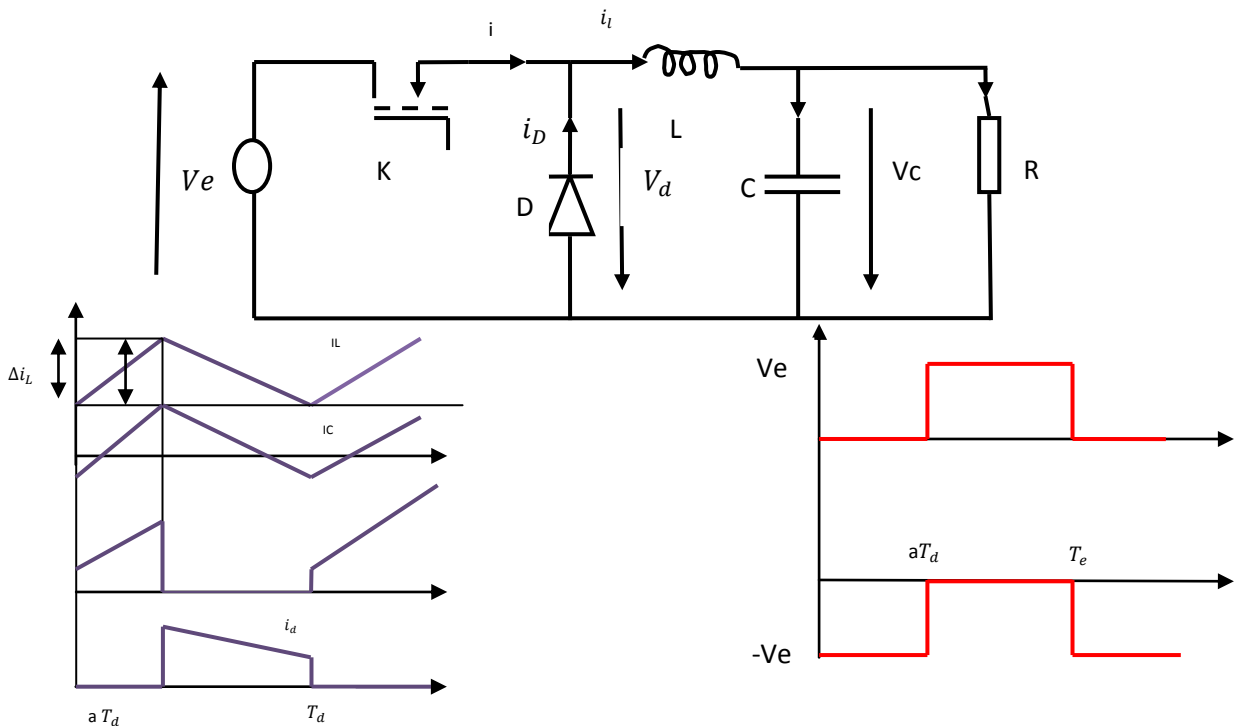 i
i_l
Ve
K
i_D
D
V_d
L
C
Vc
R
Δi_L
IL
IC
i_d
a T_d
T_d
Ve
aT_d
T_e
-Ve